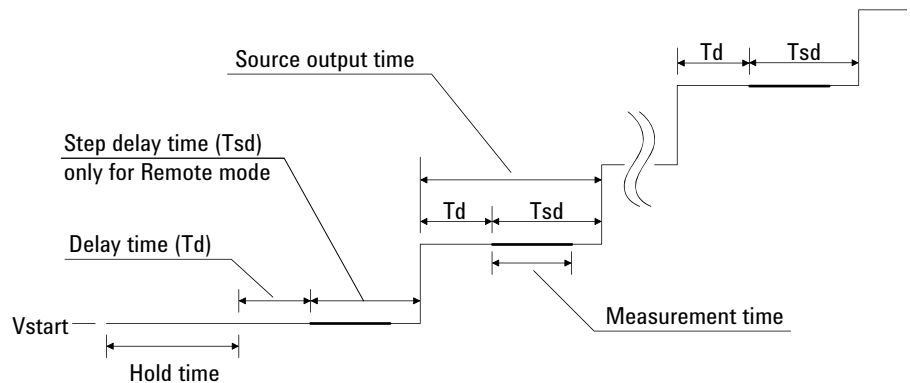 Td
Tsd
Source output time
Step delay time (Tsd)
only for Remote mode
Td
Tsd
Delay time (Td)
Vstart
Measurement time
Hold time